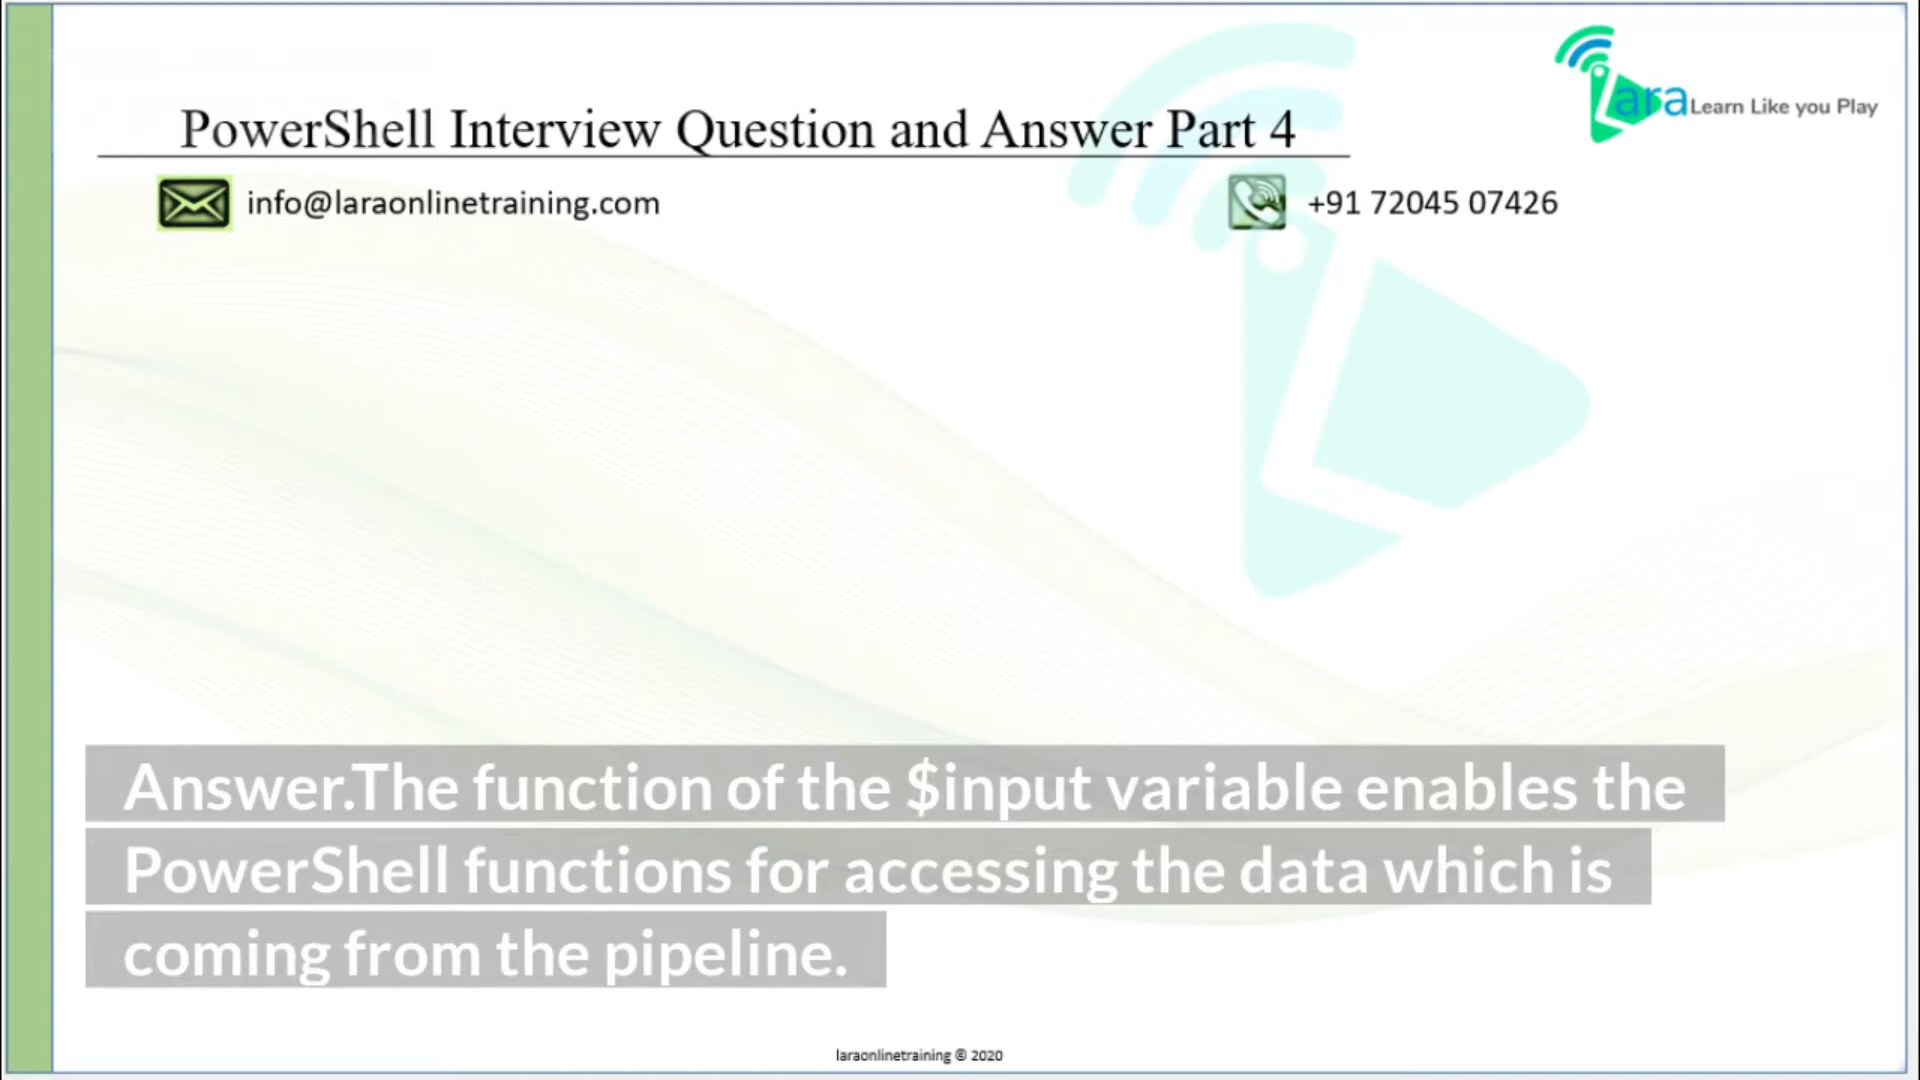 Lara Learn Like you Play
PowerShell Interview Question and Answer Part 4
info@laraonlinetraining.com
+91 72045 07426
Answer.The function of the $input variable enables the
PowerShell functions for accessing the data which is
coming from the pipeline.
laraonlinetraining © 2020